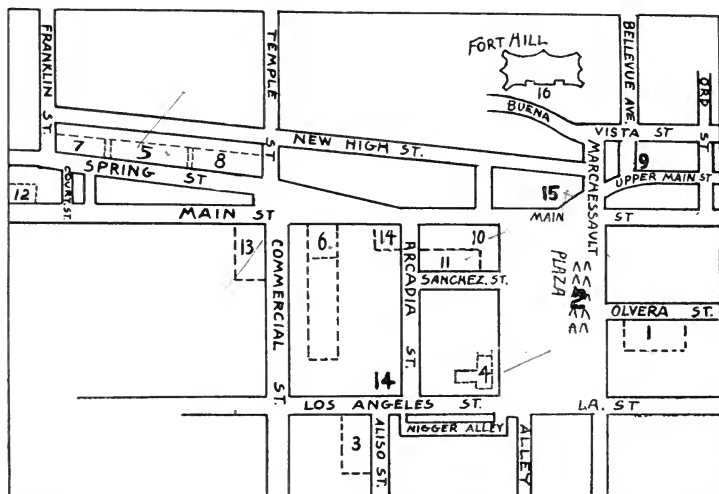 FRANKLIN ST.
TEMPLE ST
FORT HILL
16
BUENA
VISTA ST
BELLEVUE AVE.
ORD ST
NEW HIGH ST.
7
5
8
9
SPRING ST
COURT ST.
UPPER MAIN ST
12
MAIN ST
15
MAIN ST
MARCHESSAULT
13
COMMERCIAL ST.
6
14
ARCADIA ST.
10
11
SANCHEZ. ST.
PLAZA
2
OLVERA ST.
1
4
14
LOS ANGELES ST.
L.A. ST
3
ALISO ST.
NIGGER ALLEY
ALLEY